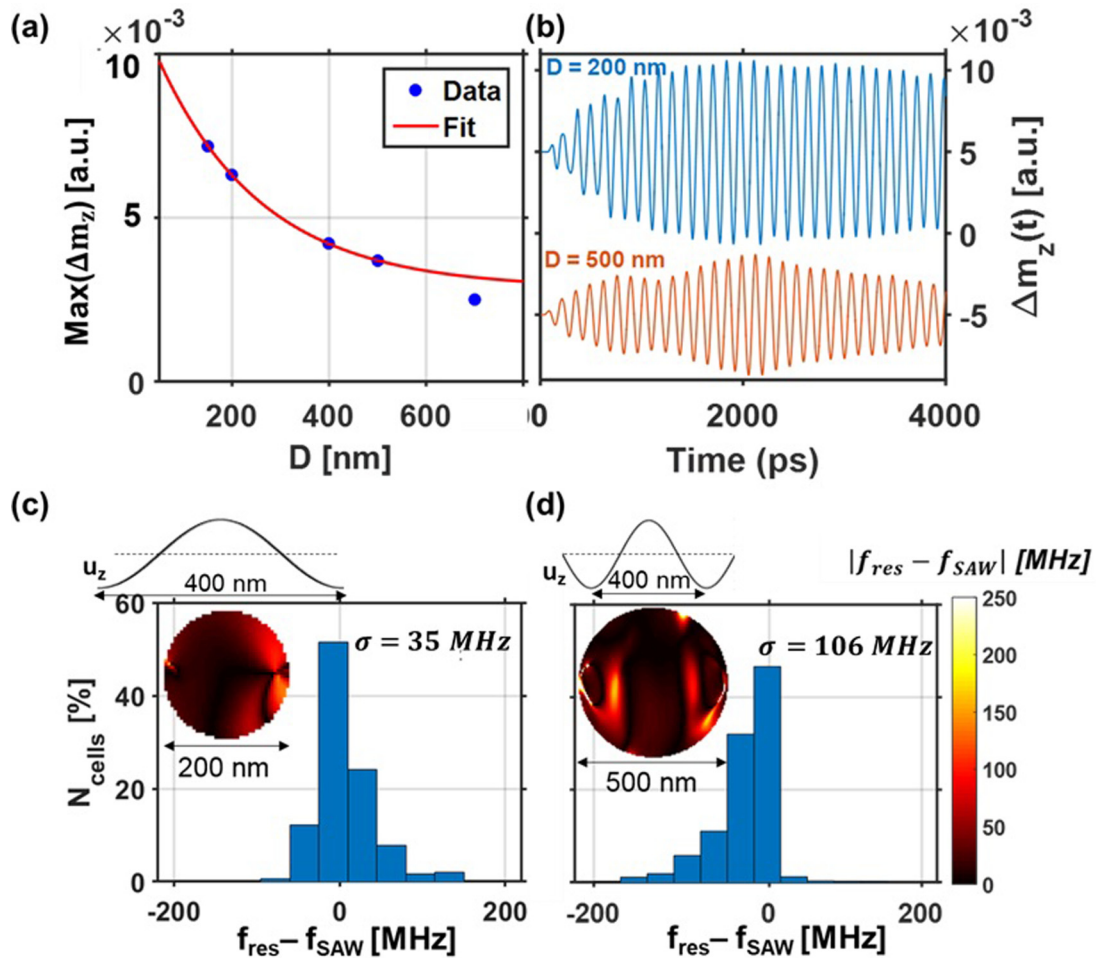 (a)
×10⁻³
10
5
0
Max(Δm_z) [a.u.]
Data
Fit
200 400 600
D [nm]
(b)
×10⁻³
D = 200 nm
D = 500 nm
10
5
0
-5
Δm_z(t) [a.u.]
00 2000 4000
Time (ps)
(c)
u_z
400 nm
60
40
20
0
N_cells [%]
σ = 35 MHz
200 nm
-200 0 200
f_res– f_SAW [MHz]
(d)
u_z
400 nm
|f_res − f_SAW| [MHz]
σ = 106 MHz
500 nm
250
200
150
100
50
0
-200 0 200
f_res– f_SAW [MHz]